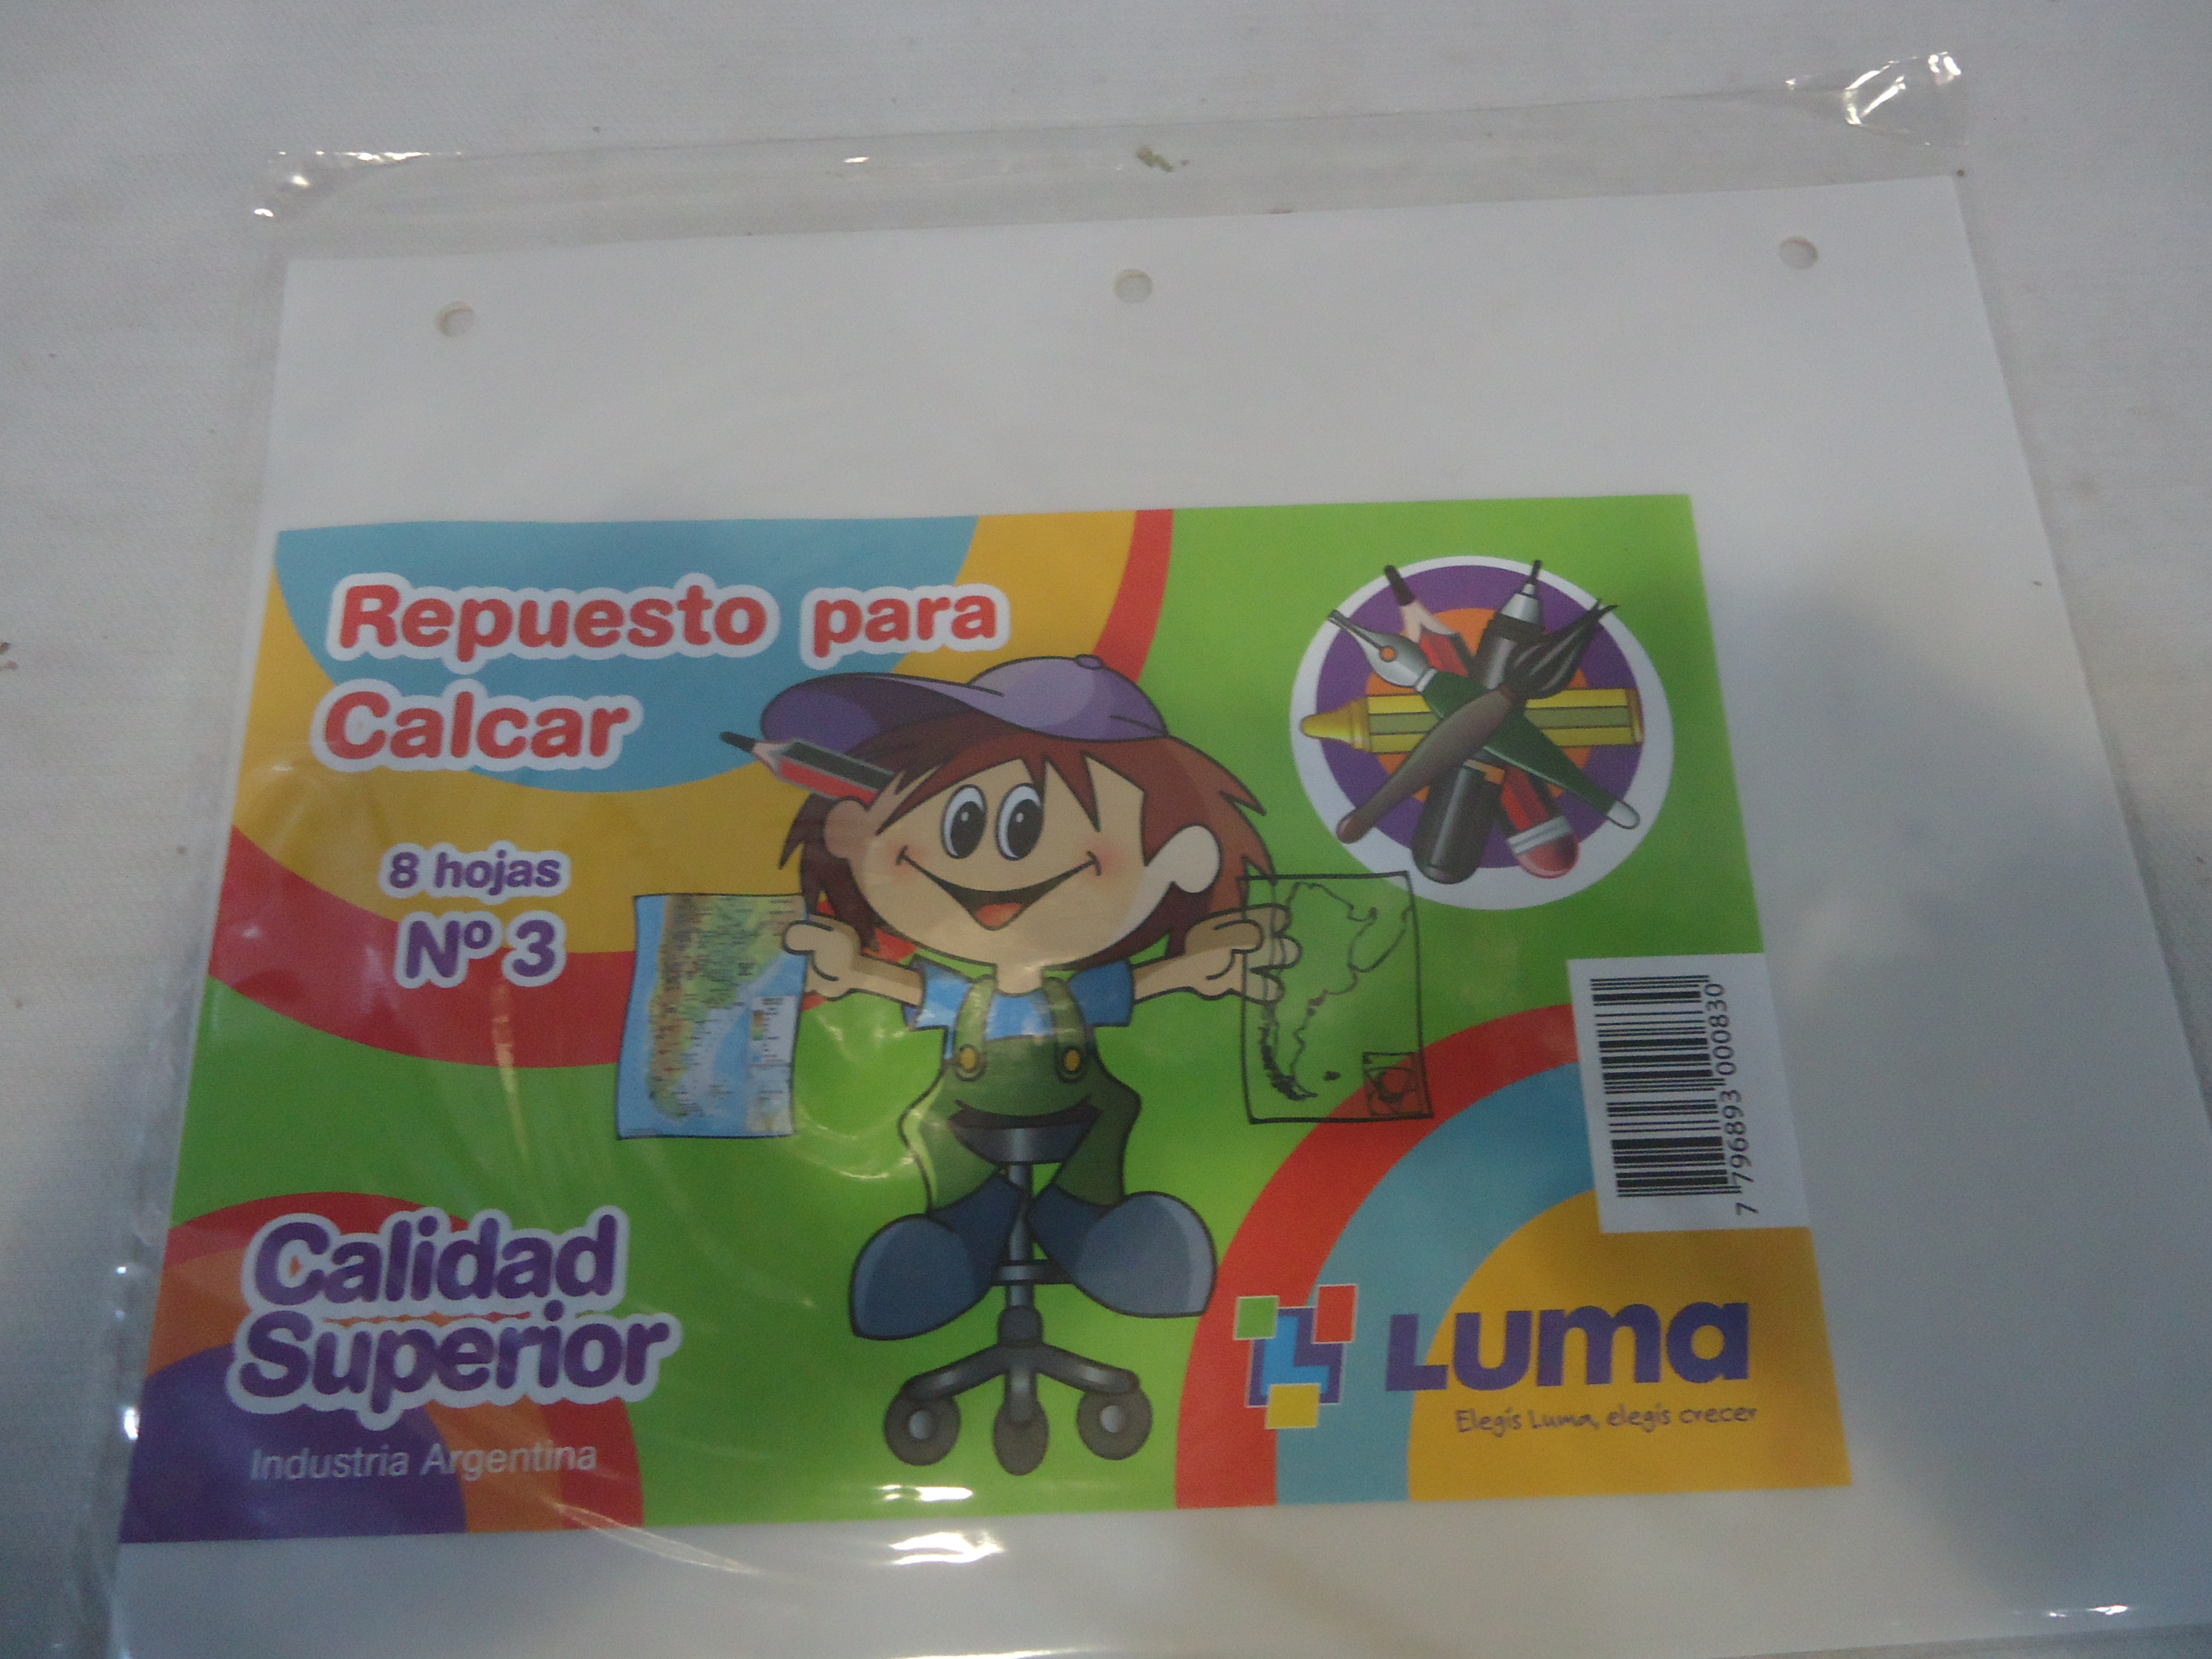 Repuesto para
Calcar
8 hojas
Nº 3
Calidad
Superior
Industria Argentina
7 796893 000830
Luma
Elegís Luma, elegís crecer